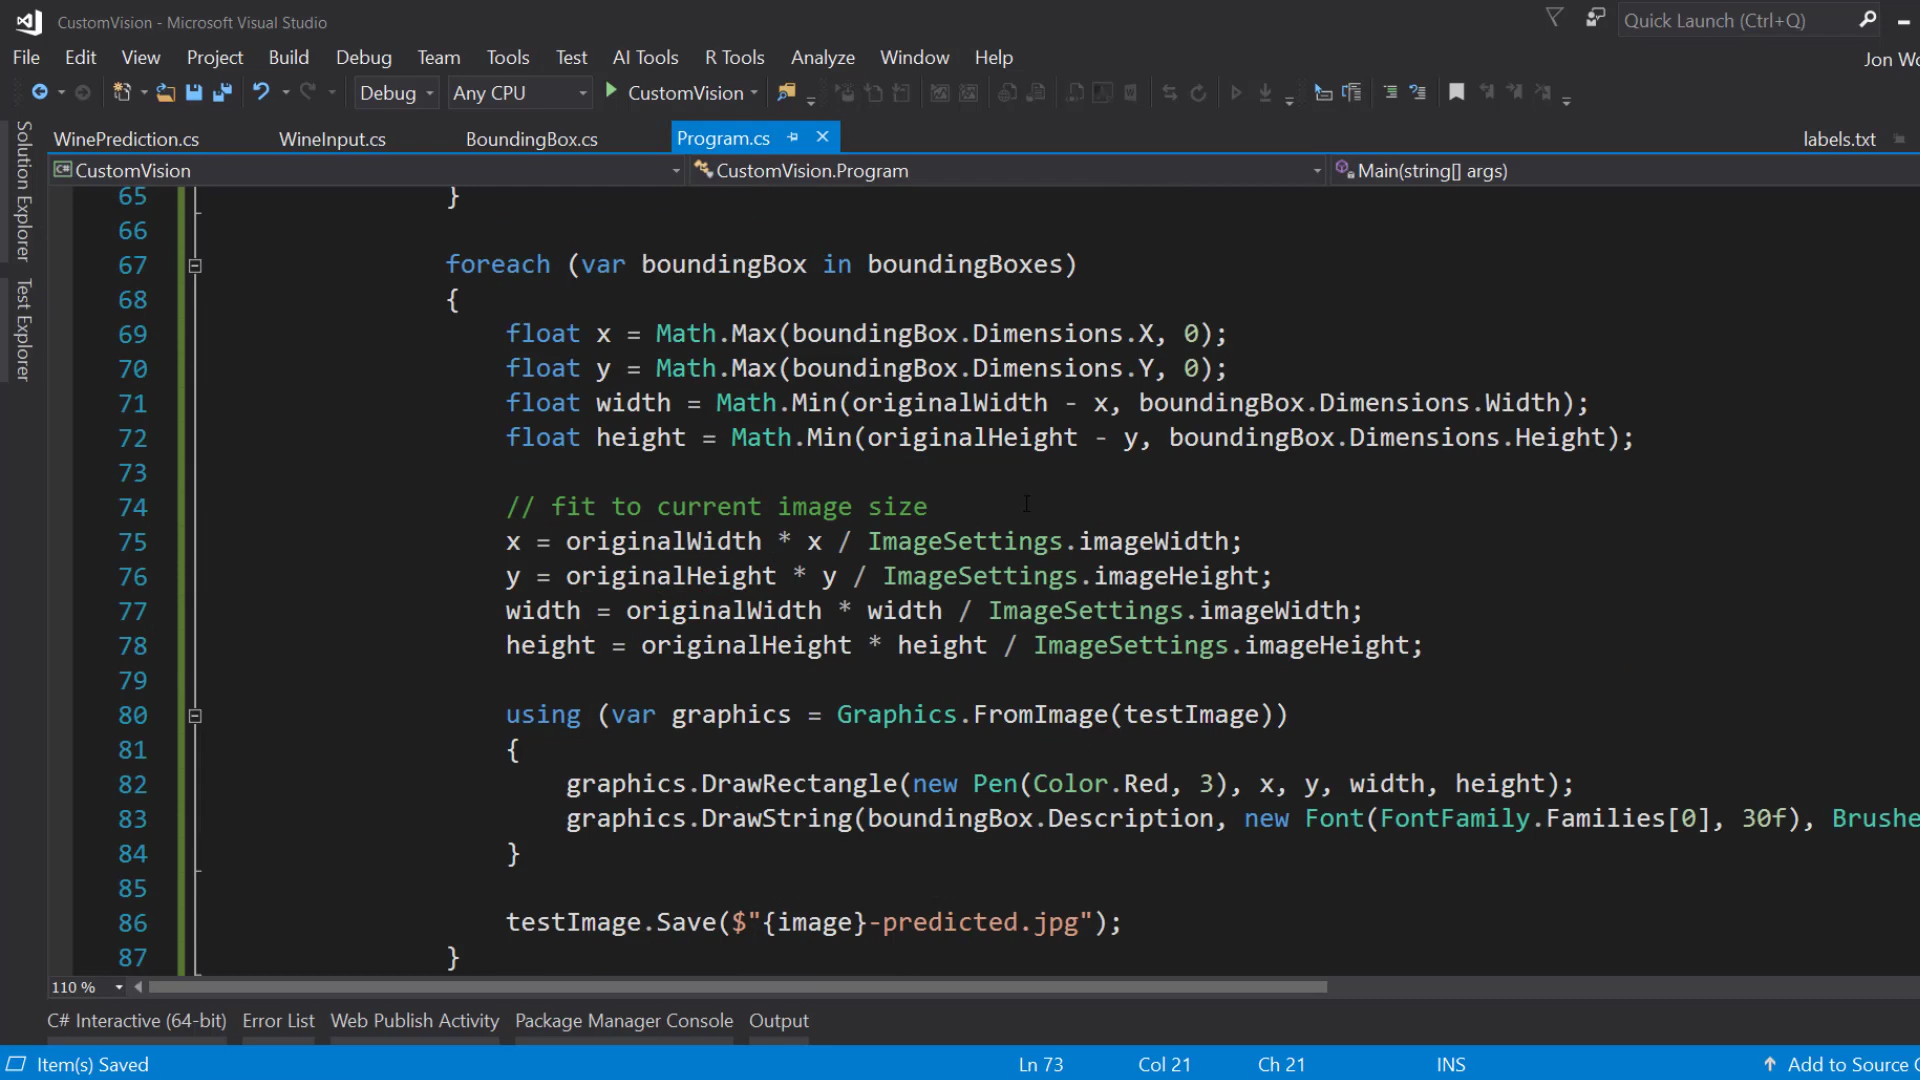 CustomVision - Microsoft Visual Studio
Quick Launch (Ctrl+Q)
File Edit View Project Build Debug Team Tools Test AI Tools R Tools Analyze Window Help
Jon Wo
Debug Any CPU CustomVision
Solution Explorer
Test Explorer
WinePrediction.cs WineInput.cs BoundingBox.cs Program.cs labels.txt
C# CustomVision CustomVision.Program Main(string[] args)
65 }
66
67 foreach (var boundingBox in boundingBoxes)
68 {
69 float x = Math.Max(boundingBox.Dimensions.X, 0);
70 float y = Math.Max(boundingBox.Dimensions.Y, 0);
71 float width = Math.Min(originalWidth - x, boundingBox.Dimensions.Width);
72 float height = Math.Min(originalHeight - y, boundingBox.Dimensions.Height);
73
74 // fit to current image size
75 x = originalWidth * x / ImageSettings.imageWidth;
76 y = originalHeight * y / ImageSettings.imageHeight;
77 width = originalWidth * width / ImageSettings.imageWidth;
78 height = originalHeight * height / ImageSettings.imageHeight;
79
80 using (var graphics = Graphics.FromImage(testImage))
81 {
82 graphics.DrawRectangle(new Pen(Color.Red, 3), x, y, width, height);
83 graphics.DrawString(boundingBox.Description, new Font(FontFamily.Families[0], 30f), Brushe
84 }
85
86 testImage.Save($"{image}-predicted.jpg");
87 }
110 %
C# Interactive (64-bit) Error List Web Publish Activity Package Manager Console Output
Item(s) Saved Ln 73 Col 21 Ch 21 INS Add to Source C